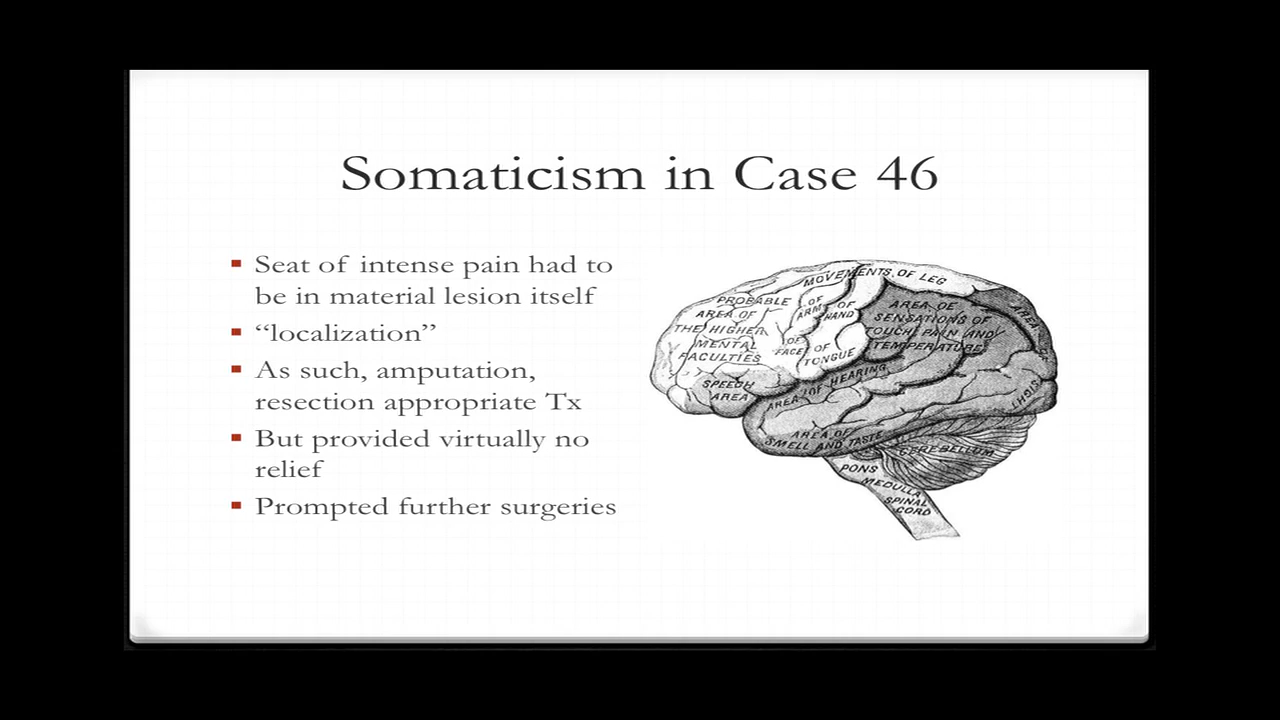 Somaticism in Case 46
Seat of intense pain had to
be in material lesion itself
“localization”
As such, amputation,
resection appropriate Tx
But provided virtually no
relief
Prompted further surgeries
MOVEMENTS OF LEG
PROBABLE
AREA OF
THE HIGHER
MENTAL
FACULTIES
OF
ARM
OF
HAND
OF
FACE
OF
TONGUE
AREA OF
SENSATIONS OF
TOUCH, PAIN AND
TEMPERATURE
AREA OF
SIGHT
SPEECH
AREA
AREA OF HEARING
AREA OF
SMELL AND TASTE
CEREBELLUM
PONS
MEDULLA
SPINAL
CORD